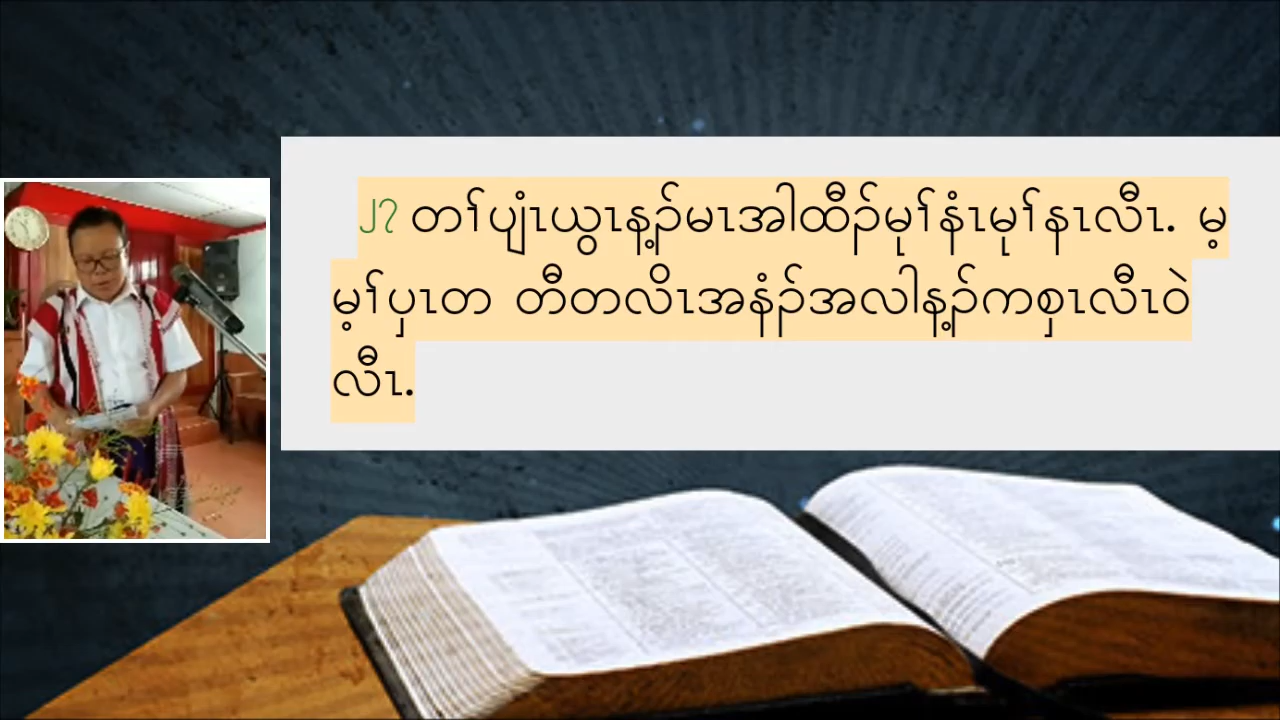 ၂၇ တၢ်ပျံၤယွၤန့ၣ်မၤအါထီၣ်မုၢ်နံၤမုၢ်နၤလီၤ. မ့
မ့ၢ်ပှၤတ တီတလိၤအနံၣ်အလါန့ၣ်ကစုၤလီၤဝဲ
လီၤ.